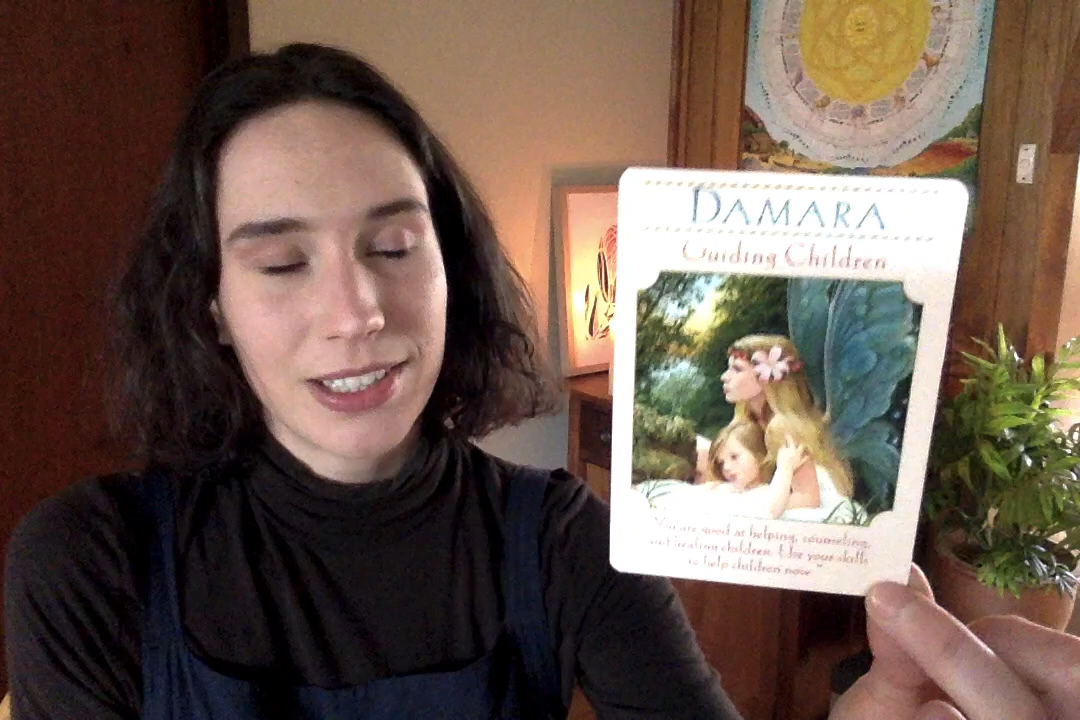 DAMARA
Guiding Children
"You are good at helping, counseling,
and healing children. Use your skills
to help children now."